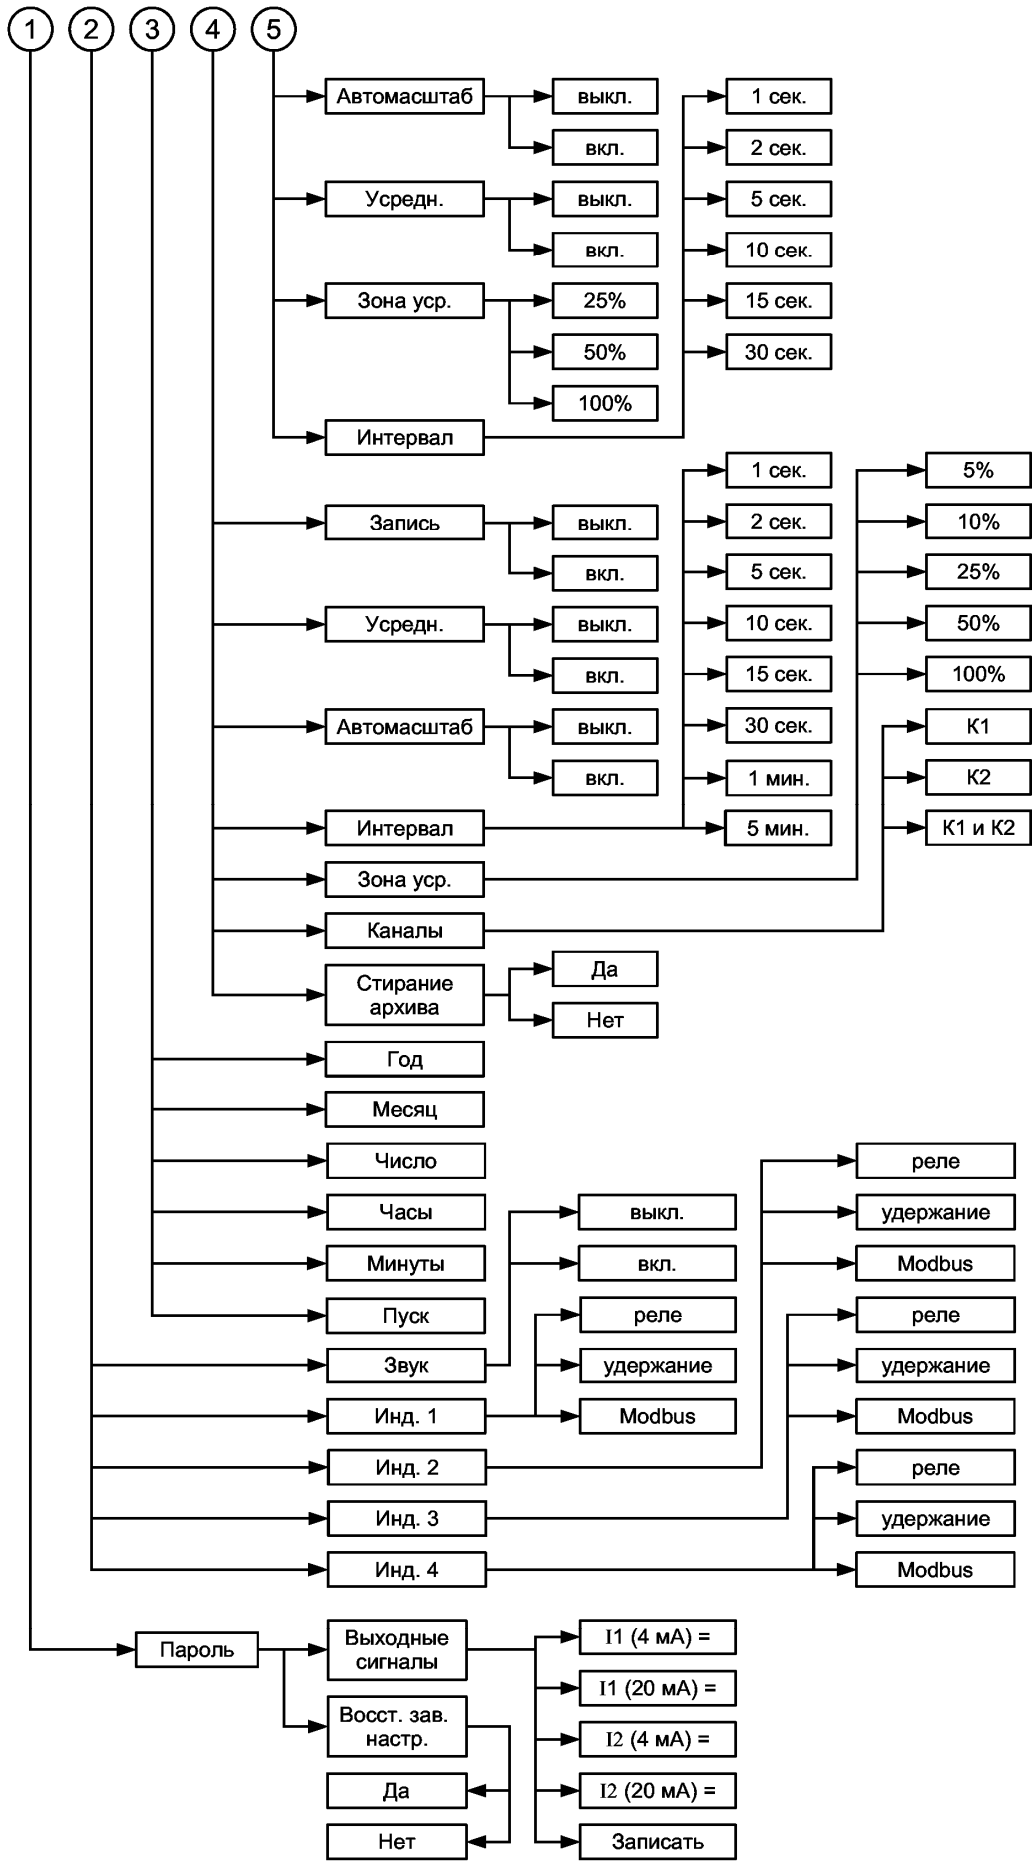 1 2 3 4 5
Автомасштаб
выкл.
вкл.
Усредн.
выкл.
вкл.
Зона уср.
25%
50%
100%
Интервал
1 сек.
2 сек.
5 сек.
10 сек.
15 сек.
30 сек.
Запись
выкл.
вкл.
Усредн.
выкл.
вкл.
Автомасштаб
выкл.
вкл.
Интервал
1 сек.
2 сек.
5 сек.
10 сек.
15 сек.
30 сек.
1 мин.
5 мин.
Зона уср.
5%
10%
25%
50%
100%
Каналы
К1
К2
К1 и К2
Стирание
архива
Да
Нет
Год
Месяц
Число
Часы
Минуты
Пуск
Звук
выкл.
вкл.
Инд. 1
реле
удержание
Modbus
Инд. 2
реле
удержание
Modbus
Инд. 3
реле
удержание
Modbus
Инд. 4
реле
удержание
Modbus
Пароль
Выходные
сигналы
I1 (4 мА) =
I1 (20 мА) =
I2 (4 мА) =
I2 (20 мА) =
Записать
Восст. зав.
настр.
Да
Нет